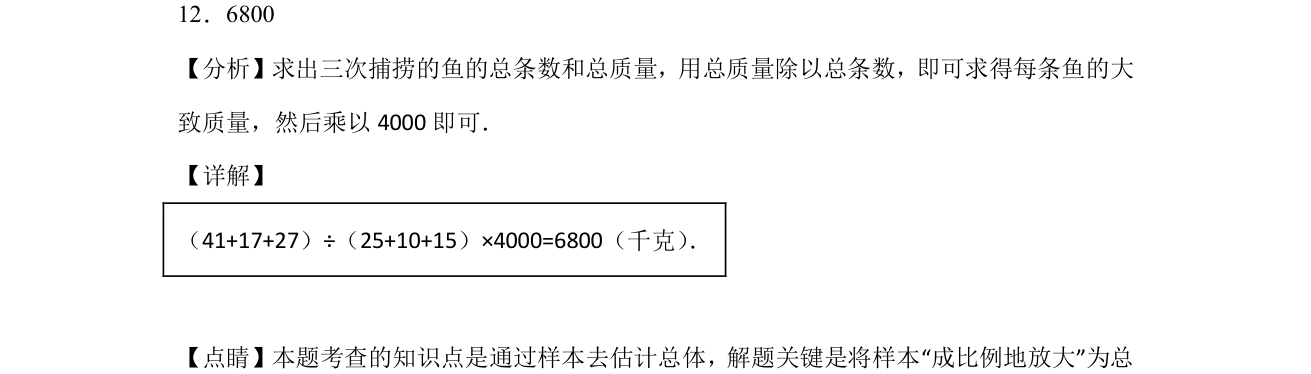 12．6800
【分析】求出三次捕捞的鱼的总条数和总质量，用总质量除以总条数，即可求得每条鱼的大
致质量，然后乘以 4000 即可．
【详解】
（41+17+27）÷（25+10+15）×4000=6800（千克）．
【点睛】本题考查的知识点是通过样本去估计总体，解题关键是将样本“成比例地放大”为总